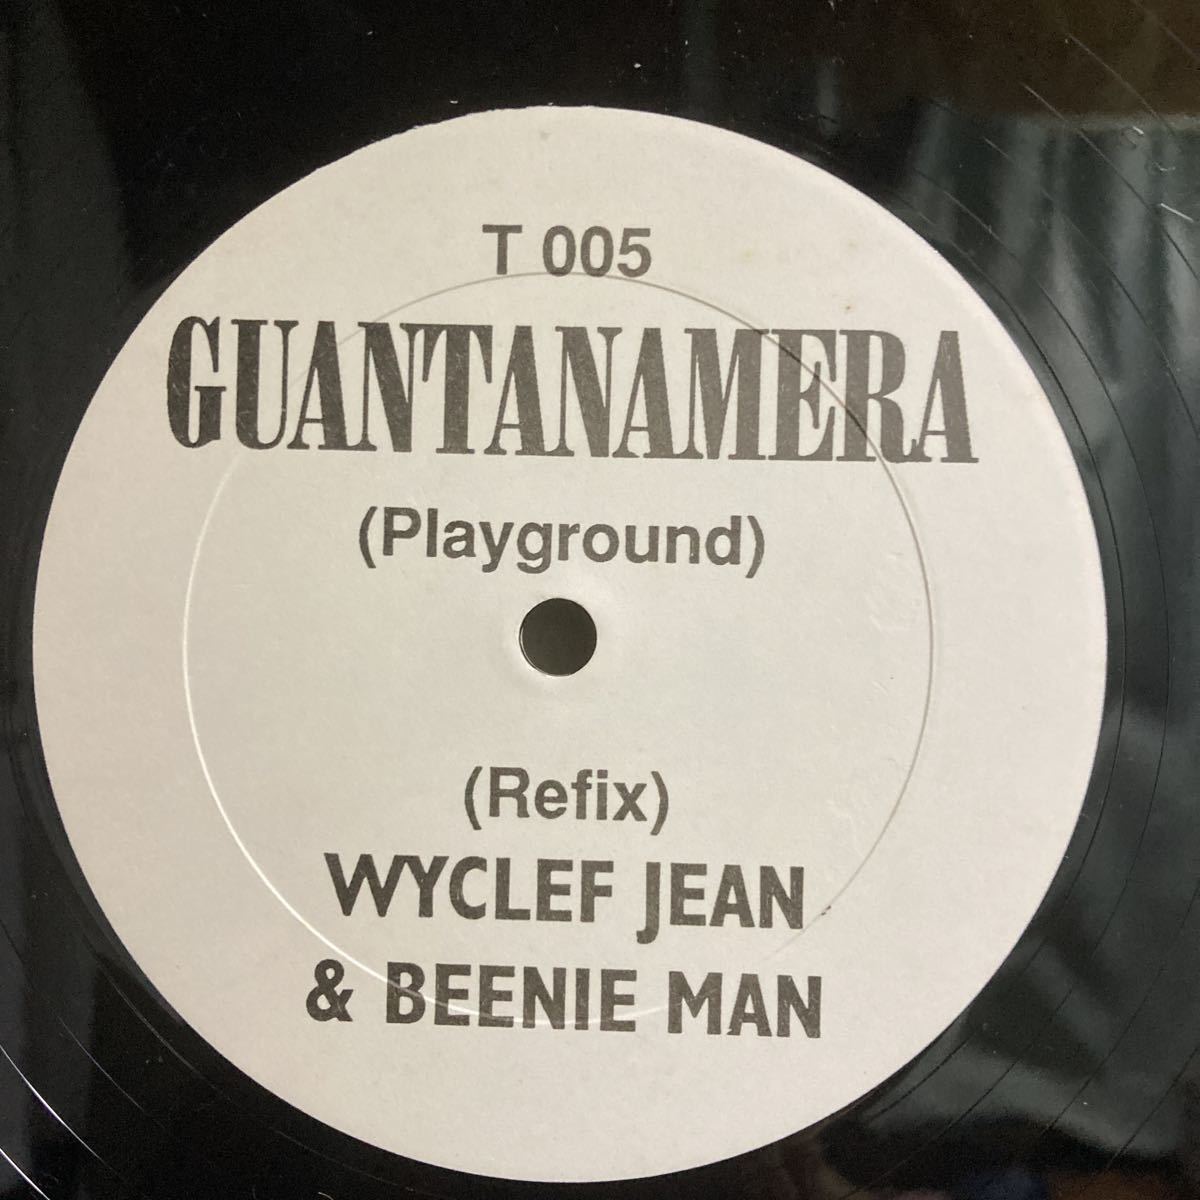 T 005
GUANTANAMERA
(Playground)
(Refix)
WYCLEF JEAN
& BEENIE MAN